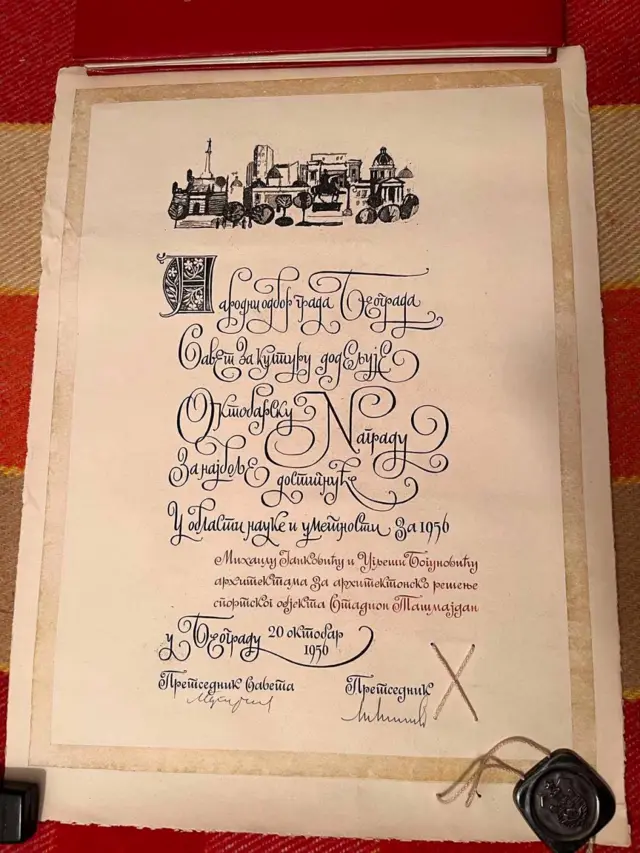 Народни одбор града Београда
Савет за културу додељује
Октобарску Награду
За најбоље достигнуће
У области науке и уметности за 1956
Михаилу Јанковићу и Уљеши Богуновићу
архитектама за архитектонско решење
спортског објекта Стадион Ташмајдан
у Београду 20 октобар
1956
Претседник Савета
Претседник